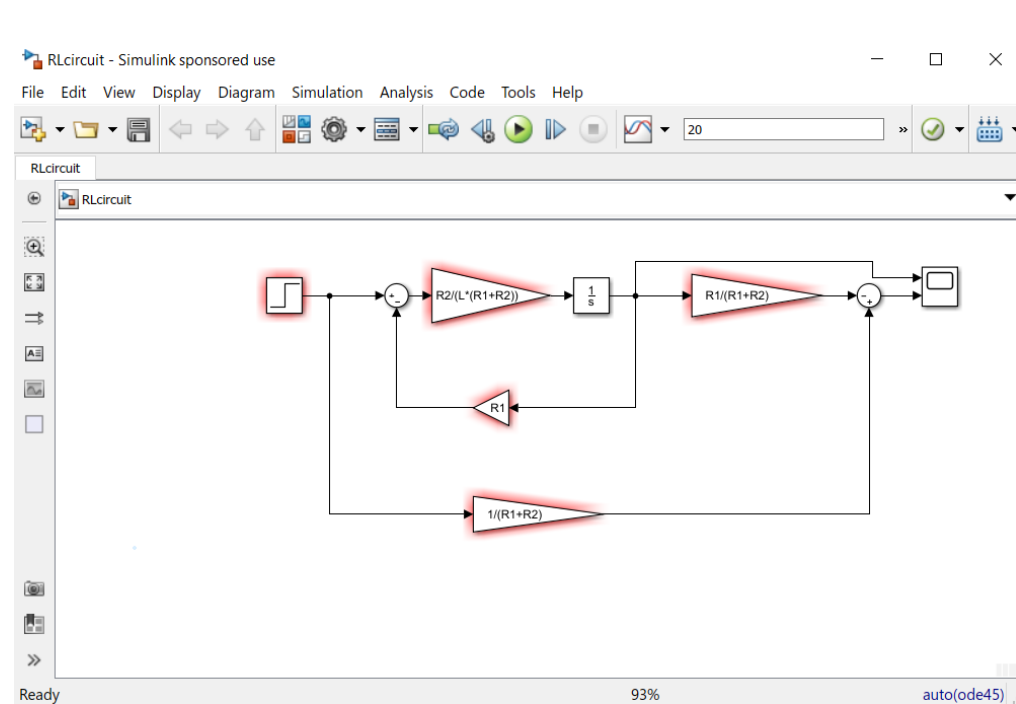 RLcircuit - Simulink sponsored use
File Edit View Display Diagram Simulation Analysis Code Tools Help
20 »
RLcircuit
RLcircuit
R2/(L*(R1+R2))
1
s
R1/(R1+R2)
+
-
-
+
R1
1/(R1+R2)
Ready 93% auto(ode45)